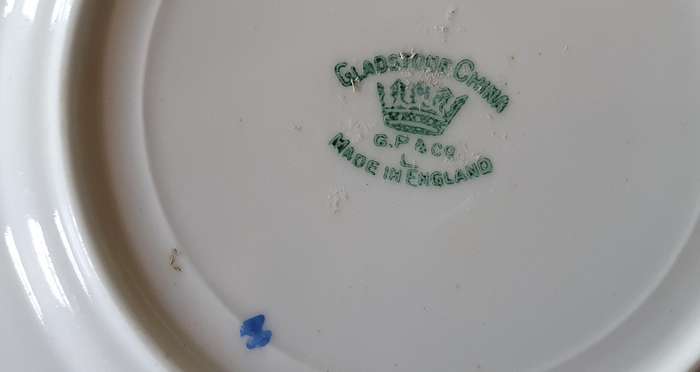 GLADSTONE CHINA
G.P & CO
L
MADE IN ENGLAND